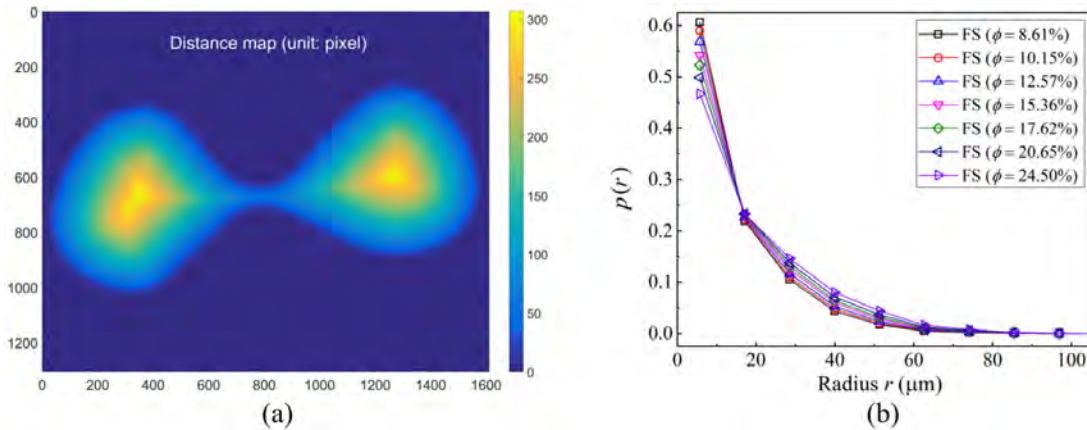 Distance map (unit: pixel)
0
200
400
600
800
1000
1200
0 200 400 600 800 1000 1200 1400 1600
300
250
200
150
100
50
0
(a)
0.6
0.5
0.4
0.3
0.2
0.1
0.0
p(r)
FS (ϕ = 8.61%)
FS (ϕ = 10.15%)
FS (ϕ = 12.57%)
FS (ϕ = 15.36%)
FS (ϕ = 17.62%)
FS (ϕ = 20.65%)
FS (ϕ = 24.50%)
0 20 40 60 80 100
Radius r (μm)
(b)